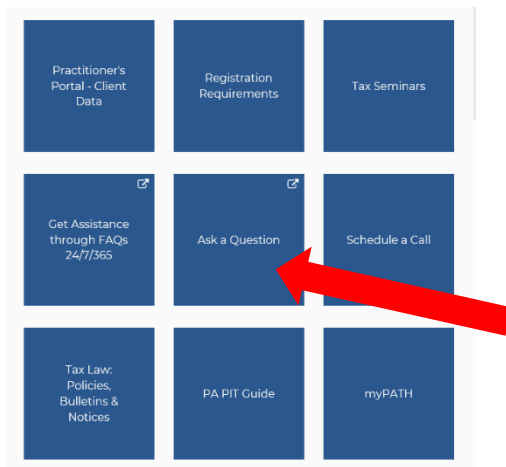 Practitioner's
Portal - Client
Data
Registration
Requirements
Tax Seminars
Get Assistance
through FAQs
24/7/365
Ask a Question
Schedule a Call
Tax Law:
Policies,
Bulletins &
Notices
PA PIT Guide
myPATH